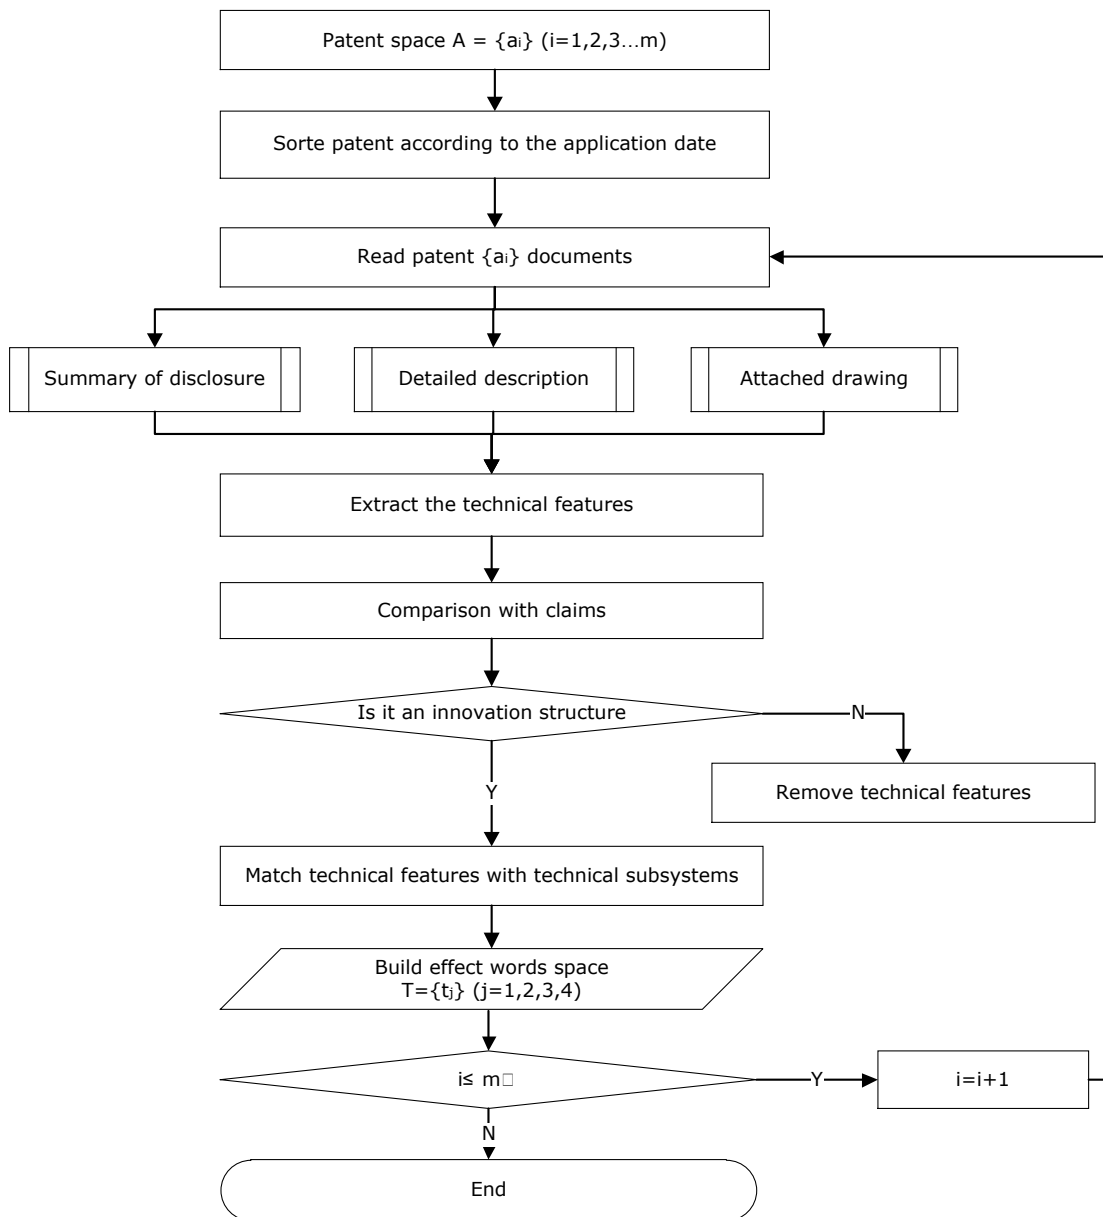 Patent space A = {ai} (i=1,2,3...m)
Sorte patent according to the application date
Read patent {ai} documents
Summary of disclosure
Detailed description
Attached drawing
Extract the technical features
Comparison with claims
Is it an innovation structure
N
Y
Remove technical features
Match technical features with technical subsystems
Build effect words space
T={tj} (j=1,2,3,4)
i≤ m□
Y
i=i+1
N
End